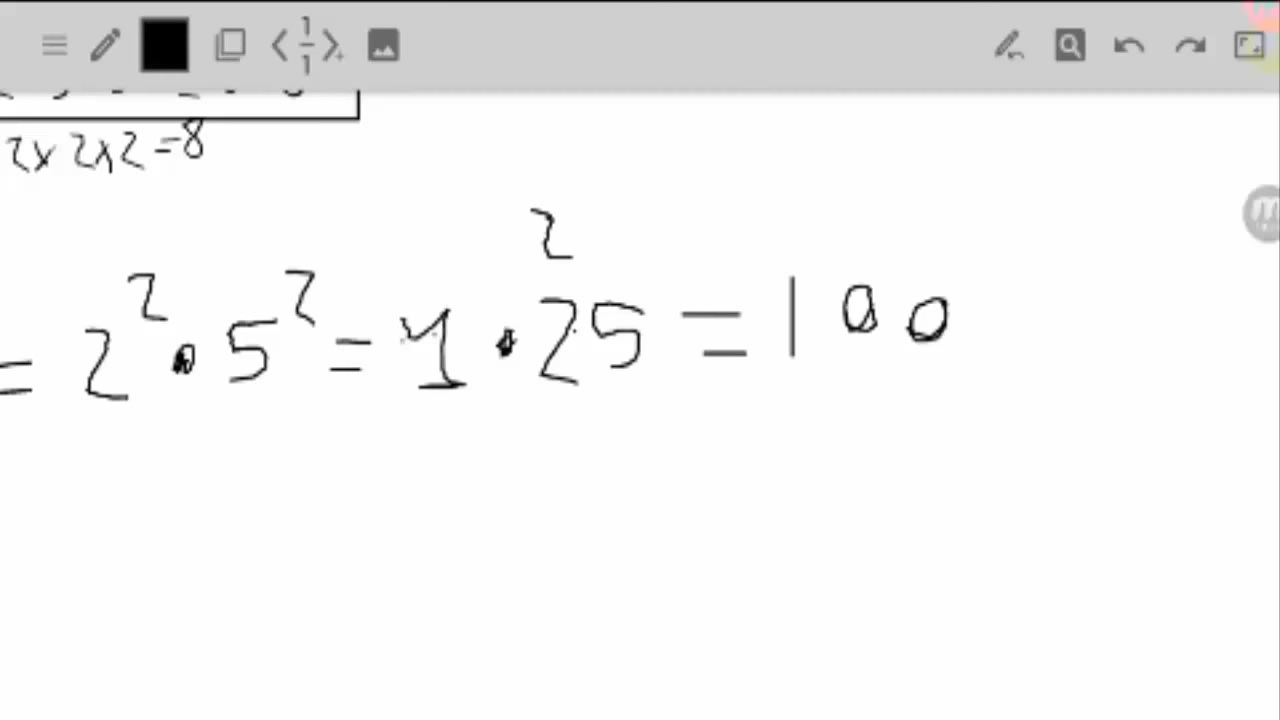 2x2x2=8
= 2² • 5² = 4 • 25 = 100
2